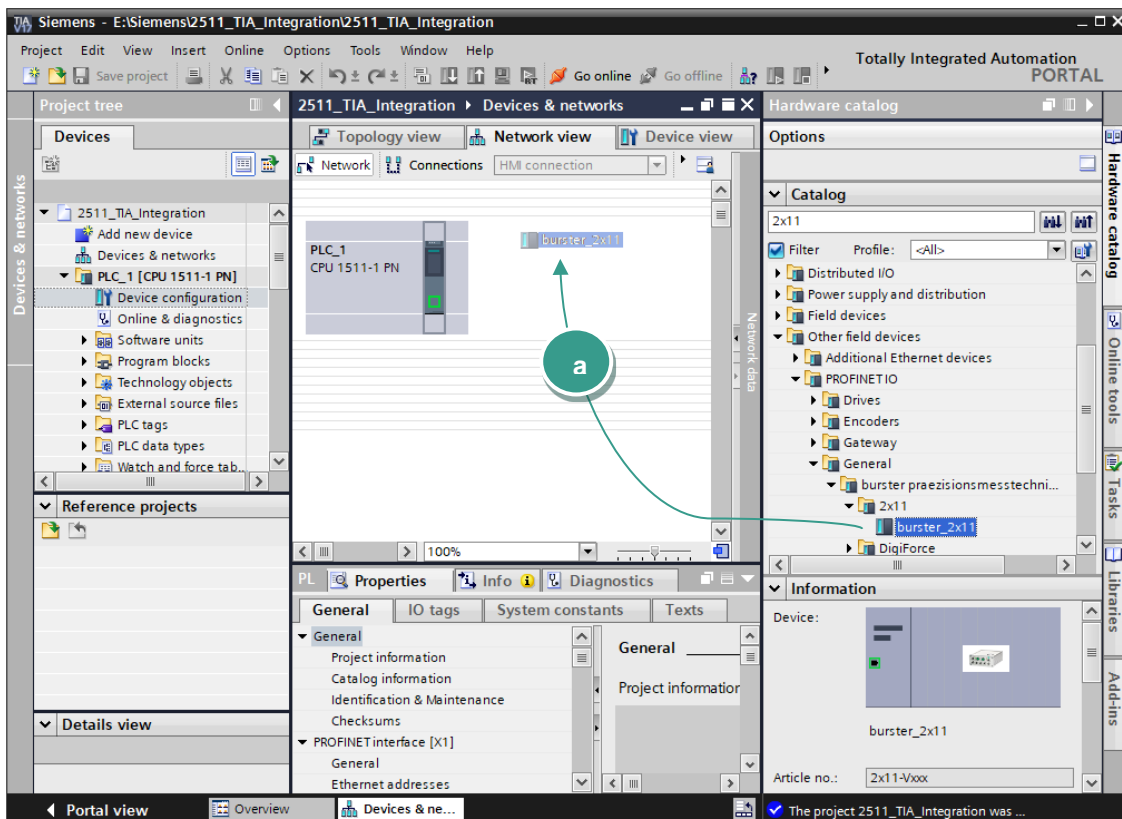 Siemens - E:\Siemens\2511_TIA_Integration\2511_TIA_Integration
Project Edit View Insert Online Options Tools Window Help
Totally Integrated Automation
PORTAL
Save project Go online Go offline
Project tree
Devices
Devices & networks
2511_TIA_Integration
Add new device
Devices & networks
PLC_1 [CPU 1511-1 PN]
Device configuration
Online & diagnostics
Software units
Program blocks
Technology objects
External source files
PLC tags
PLC data types
Watch and force tab...
Reference projects
Details view
2511_TIA_Integration Devices & networks
Topology view Network view Device view
Network Connections HMI connection
PLC_1
CPU 1511-1 PN
burster_2x11
a
Network data
100%
PL Properties Info Diagnostics
General IO tags System constants Texts
General
Project information
Catalog information
Identification & Maintenance
Checksums
PROFINET interface [X1]
General
Ethernet addresses
General
Project information
Hardware catalog
Options
Catalog
2x11
Filter Profile: <All>
Distributed I/O
Power supply and distribution
Field devices
Other field devices
Additional Ethernet devices
PROFINET IO
Drives
Encoders
Gateway
General
burster praezisionsmesstechni...
2x11
burster_2x11
DigiForce
Information
Device:
burster_2x11
Article no.: 2x11-Vxxx
Hardware catalog
Online tools
Tasks
Libraries
Add-ins
Portal view Overview Devices & ne...
The project 2511_TIA_Integration was ...